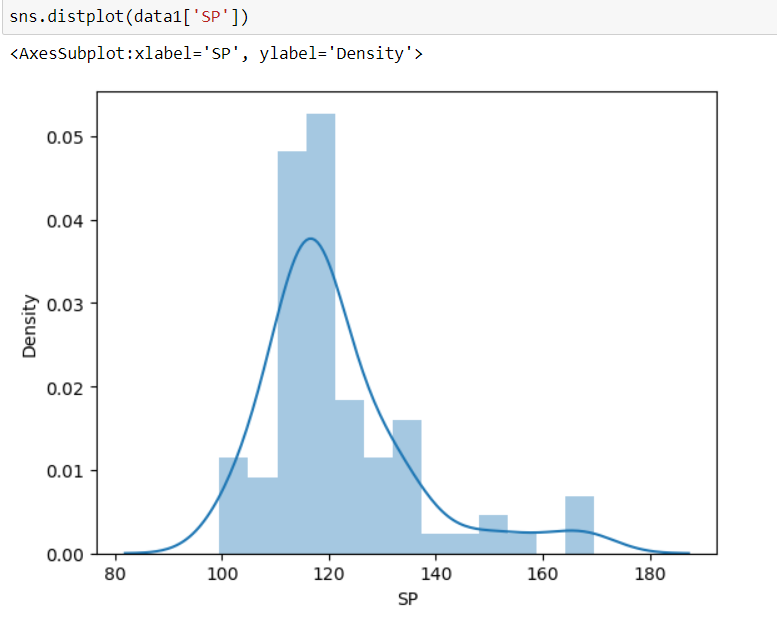 sns.distplot(data1['SP'])
<AxesSubplot:xlabel='SP', ylabel='Density'>
0.05
0.04
0.03
0.02
0.01
0.00
Density
80 100 120 140 160 180
SP